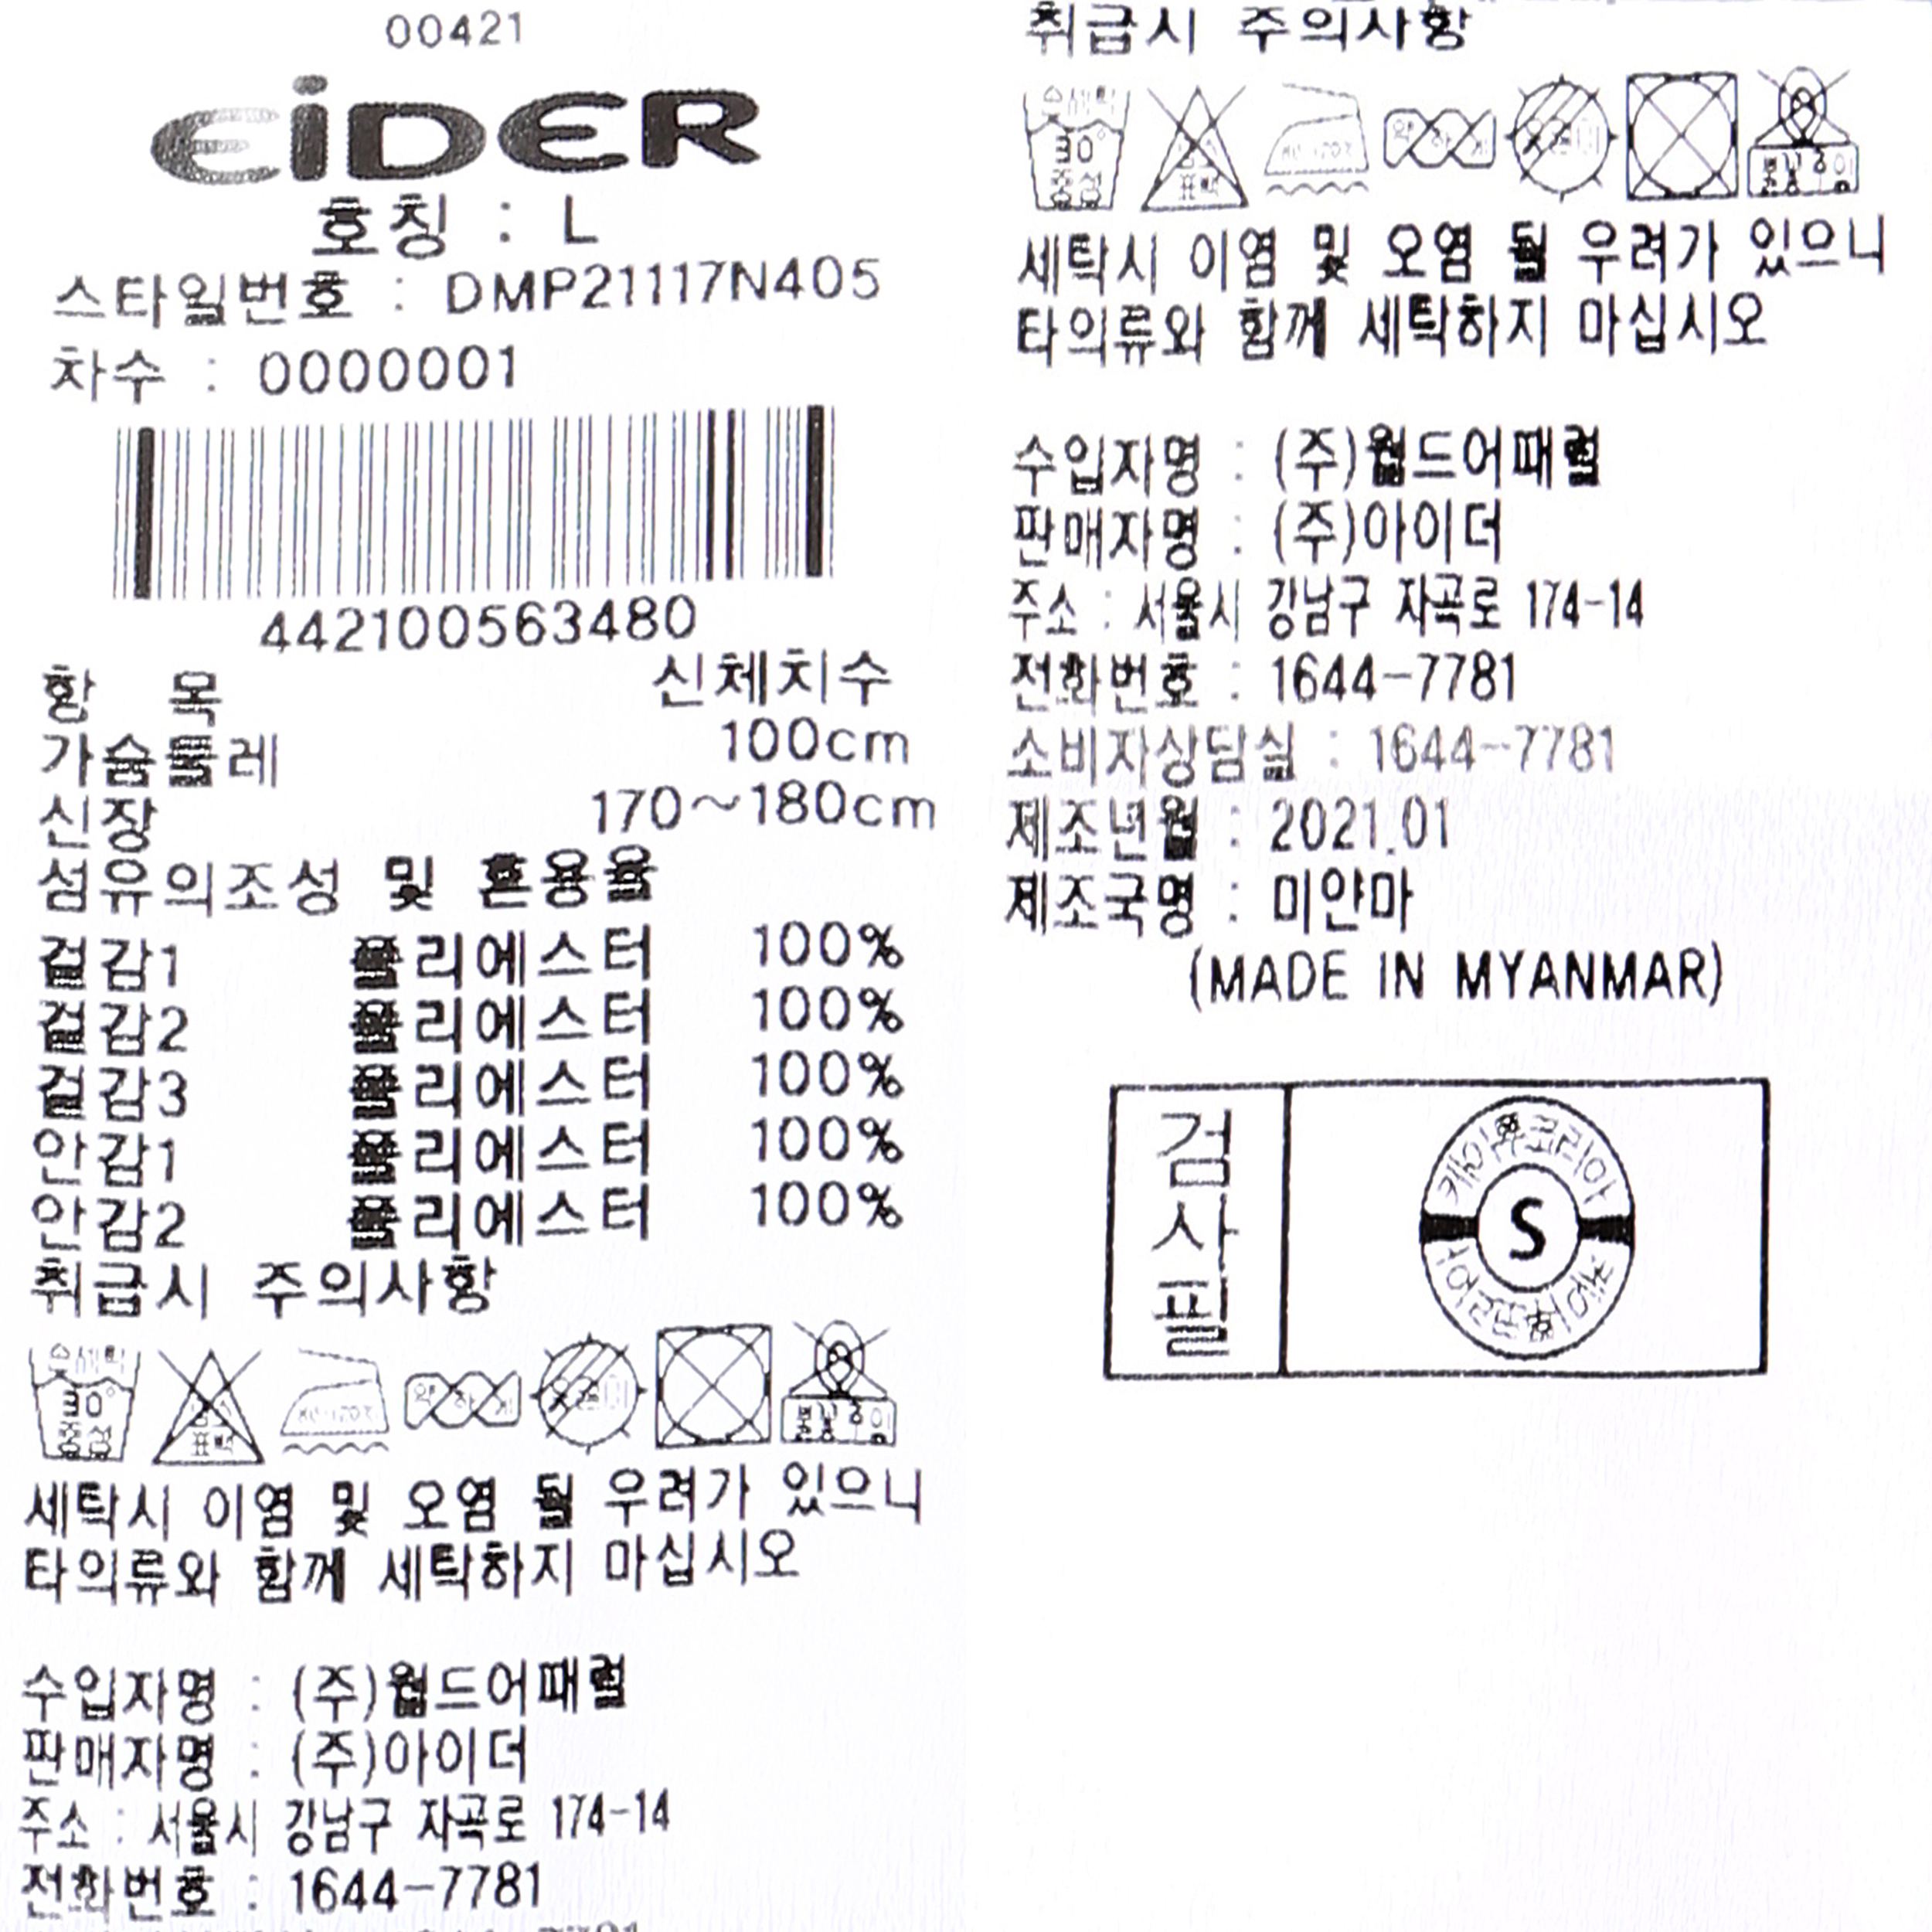 00421
EiDER
호칭 : L
스타일번호 : DMP21117N405
차수 : 0000001
442100563480
항 목 신체치수
가슴둘레 100cm
신장 170~180cm
섬유의조성 및 혼용율
겉감1 폴리에스터 100%
겉감2 폴리에스터 100%
겉감3 폴리에스터 100%
안감1 폴리에스터 100%
안감2 폴리에스터 100%
취급시 주의사항
30° 중성
세탁시 이염 및 오염 될 우려가 있으니
타의류와 함께 세탁하지 마십시오
수입자명 : (주)월드어패럴
판매자명 : (주)아이더
주소 : 서울시 강남구 자곡로 174-14
전화번호 : 1644-7781
취급시 주의사항
30° 중성
세탁시 이염 및 오염 될 우려가 있으니
타의류와 함께 세탁하지 마십시오
수입자명 : (주)월드어패럴
판매자명 : (주)아이더
주소 : 서울시 강남구 자곡로 174-14
전화번호 : 1644-7781
소비자상담실 : 1644-7781
제조년월 : 2021.01
제조국명 : 미얀마
(MADE IN MYANMAR)
검사필
S